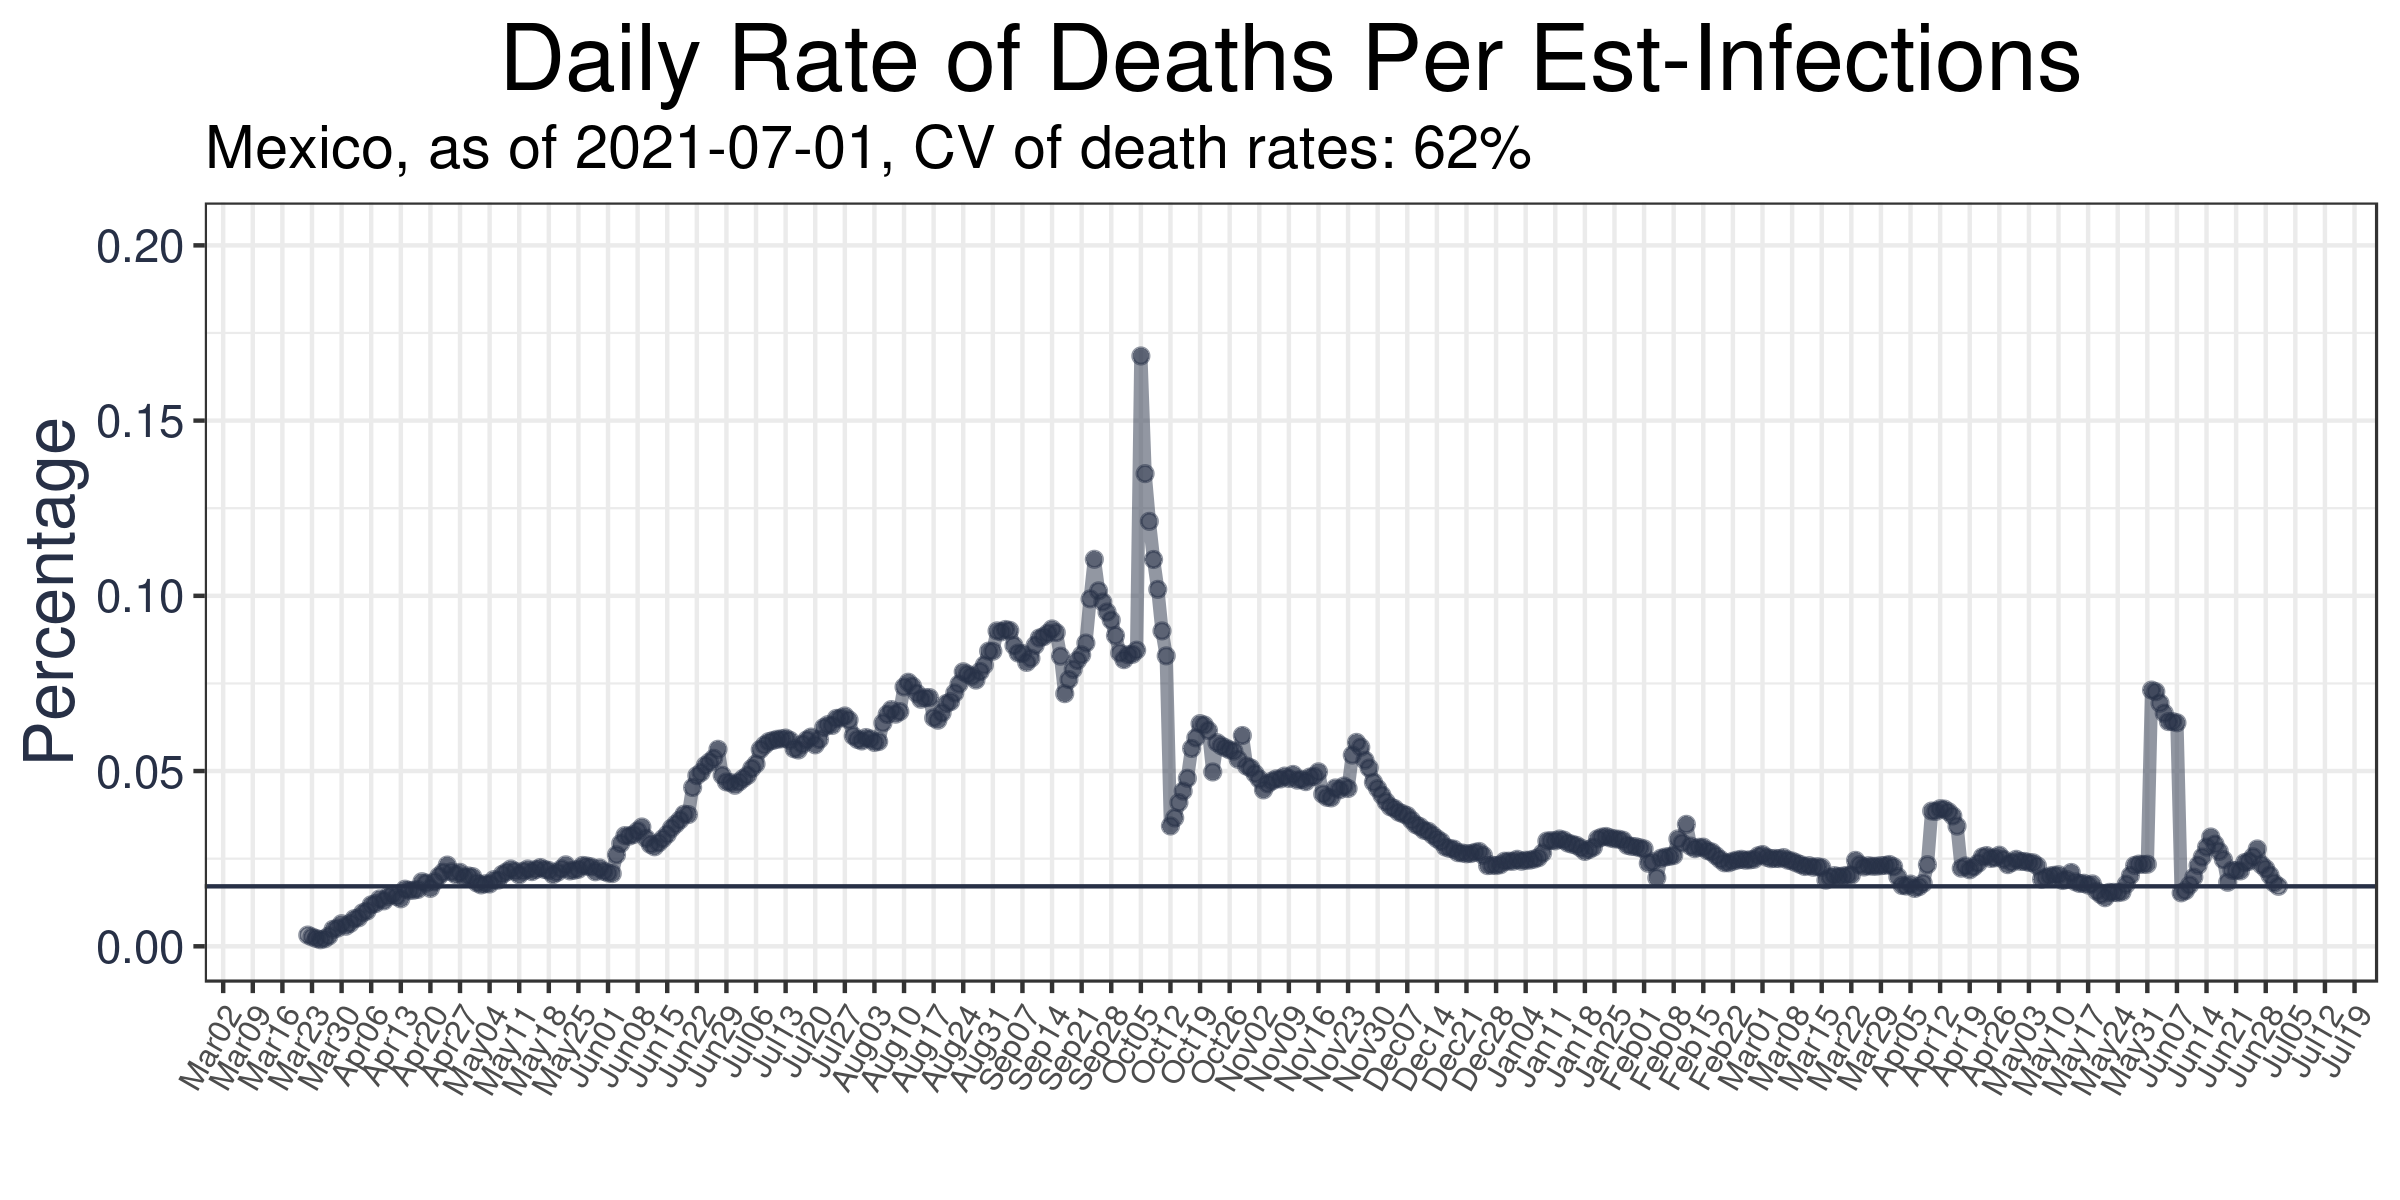 Daily Rate of Deaths Per Est-Infections
Mexico, as of 2021-07-01, CV of death rates: 62%
Percentage
0.20
0.15
0.10
0.05
0.00
Mar02
Mar09
Mar16
Mar23
Mar30
Apr06
Apr13
Apr20
Apr27
May04
May11
May18
May25
Jun01
Jun08
Jun15
Jun22
Jun29
Jul06
Jul13
Jul20
Jul27
Aug03
Aug10
Aug17
Aug24
Aug31
Sep07
Sep14
Sep21
Sep28
Oct05
Oct12
Oct19
Oct26
Nov02
Nov09
Nov16
Nov23
Nov30
Dec07
Dec14
Dec21
Dec28
Jan04
Jan11
Jan18
Jan25
Feb01
Feb08
Feb15
Feb22
Mar01
Mar08
Mar15
Mar22
Mar29
Apr05
Apr12
Apr19
Apr26
May03
May10
May17
May24
May31
Jun07
Jun14
Jun21
Jun28
Jul05
Jul12
Jul19